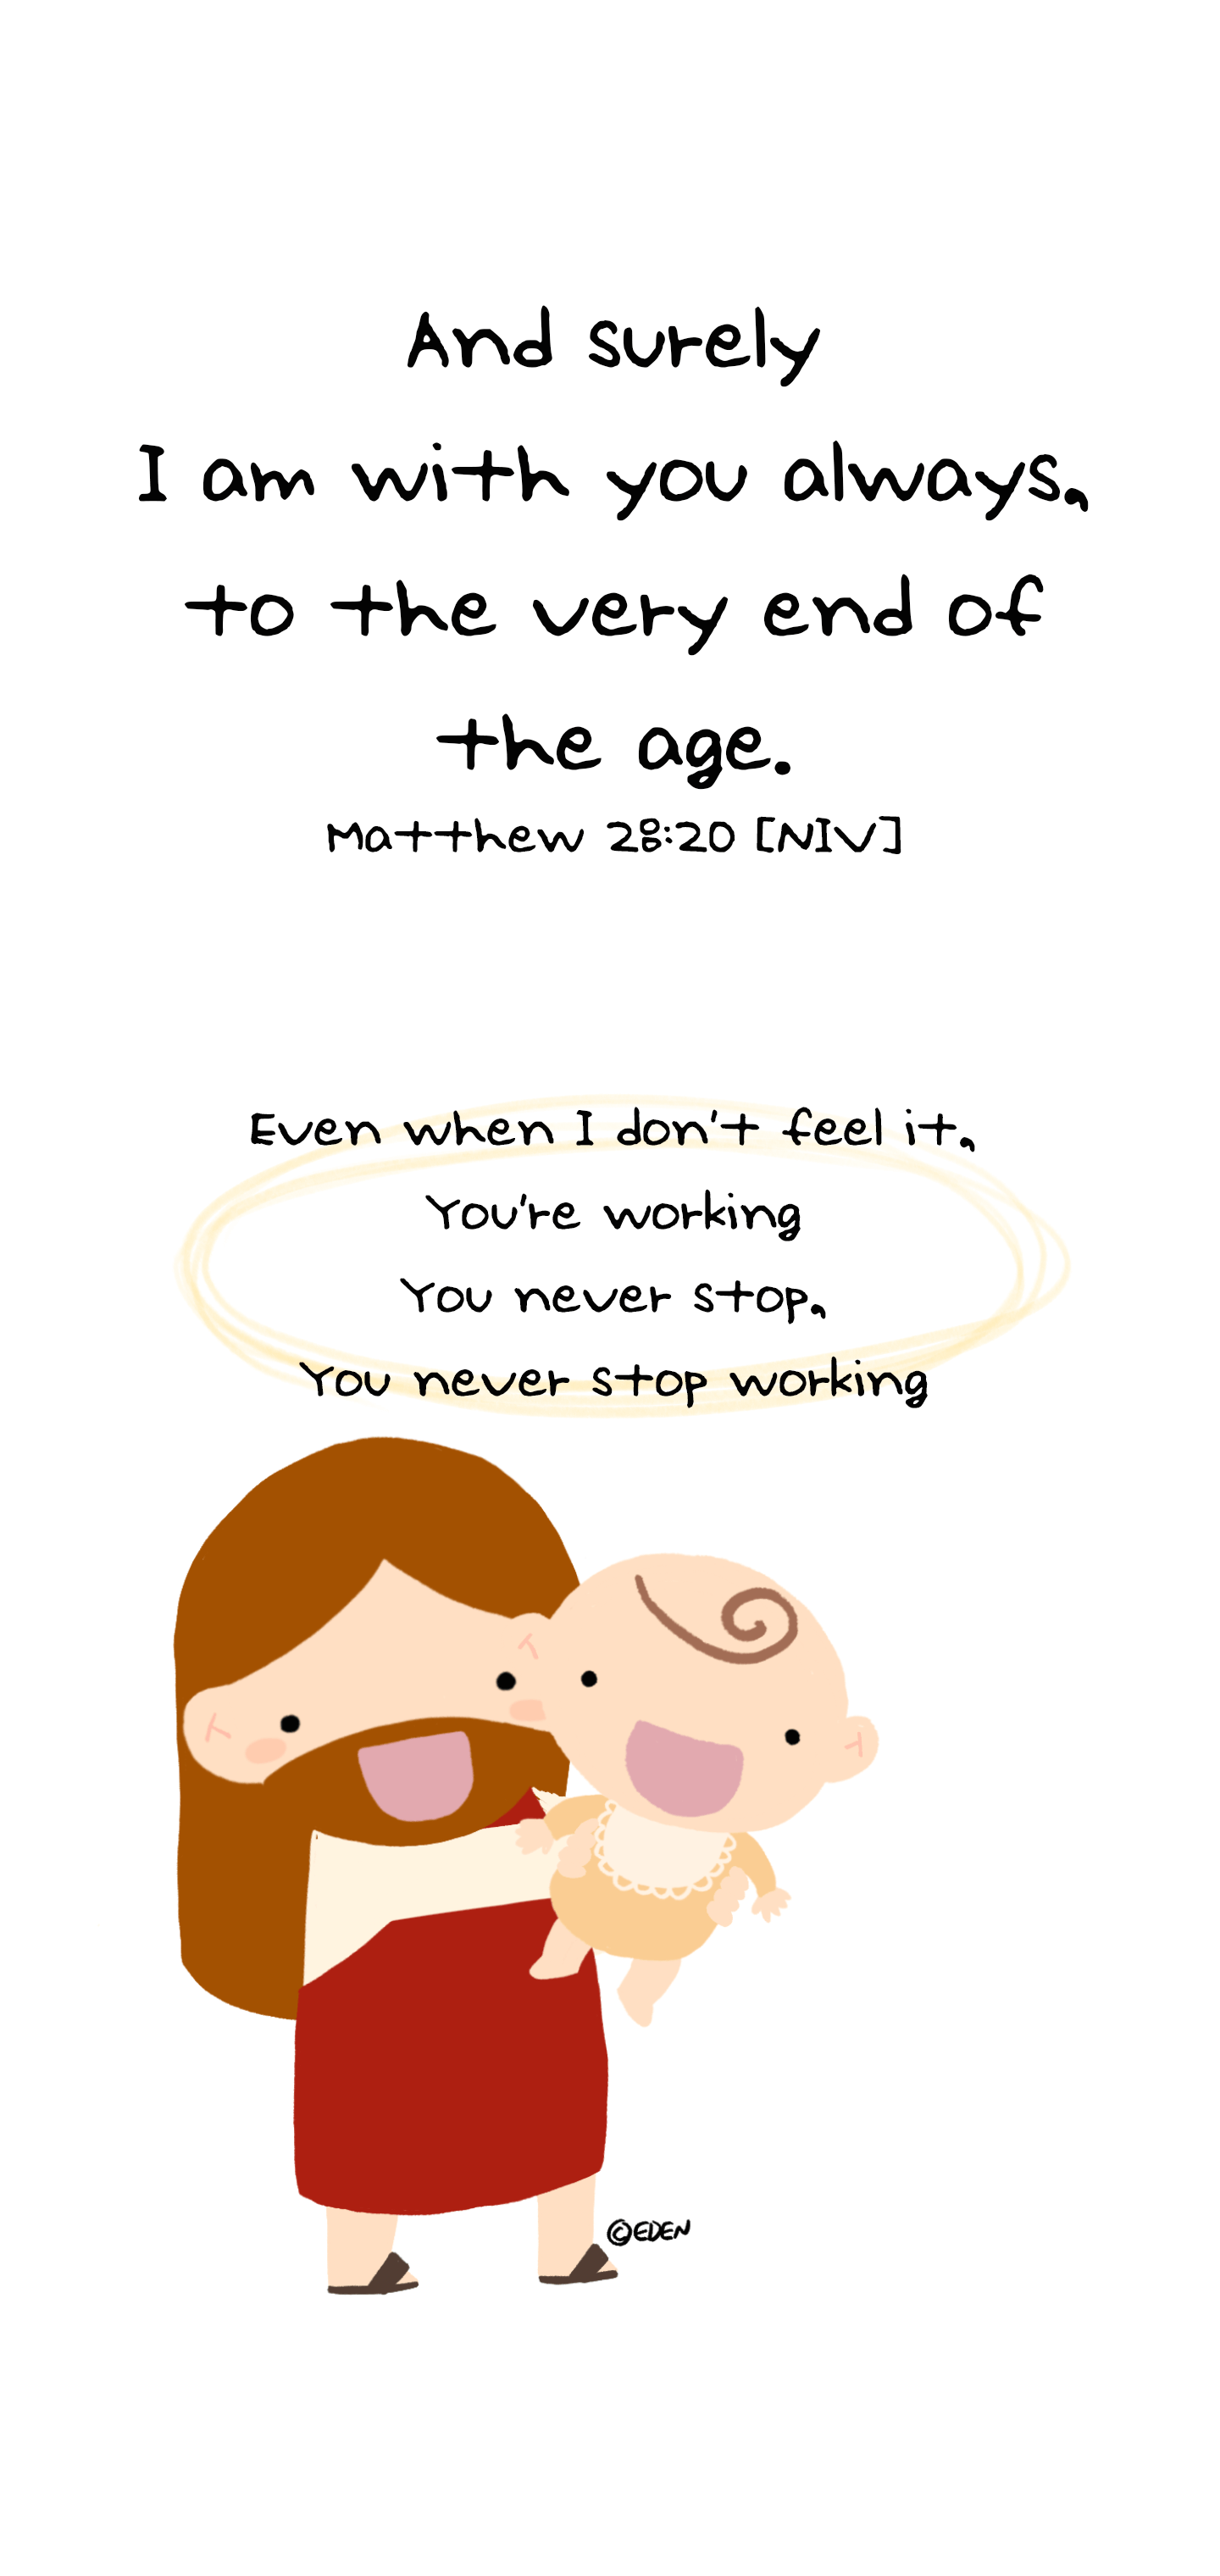 And surely
I am with you always,
to the very end of
the age.
Matthew 28:20 [NIV]
Even when I don't feel it,
You're working
You never stop,
You never stop working
©EDEN